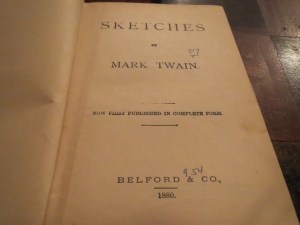 SKETCHES
BY
MARK TWAIN.
NOW FIRST PUBLISHED IN COMPLETE FORM.
BELFORD & CO.,
1880.